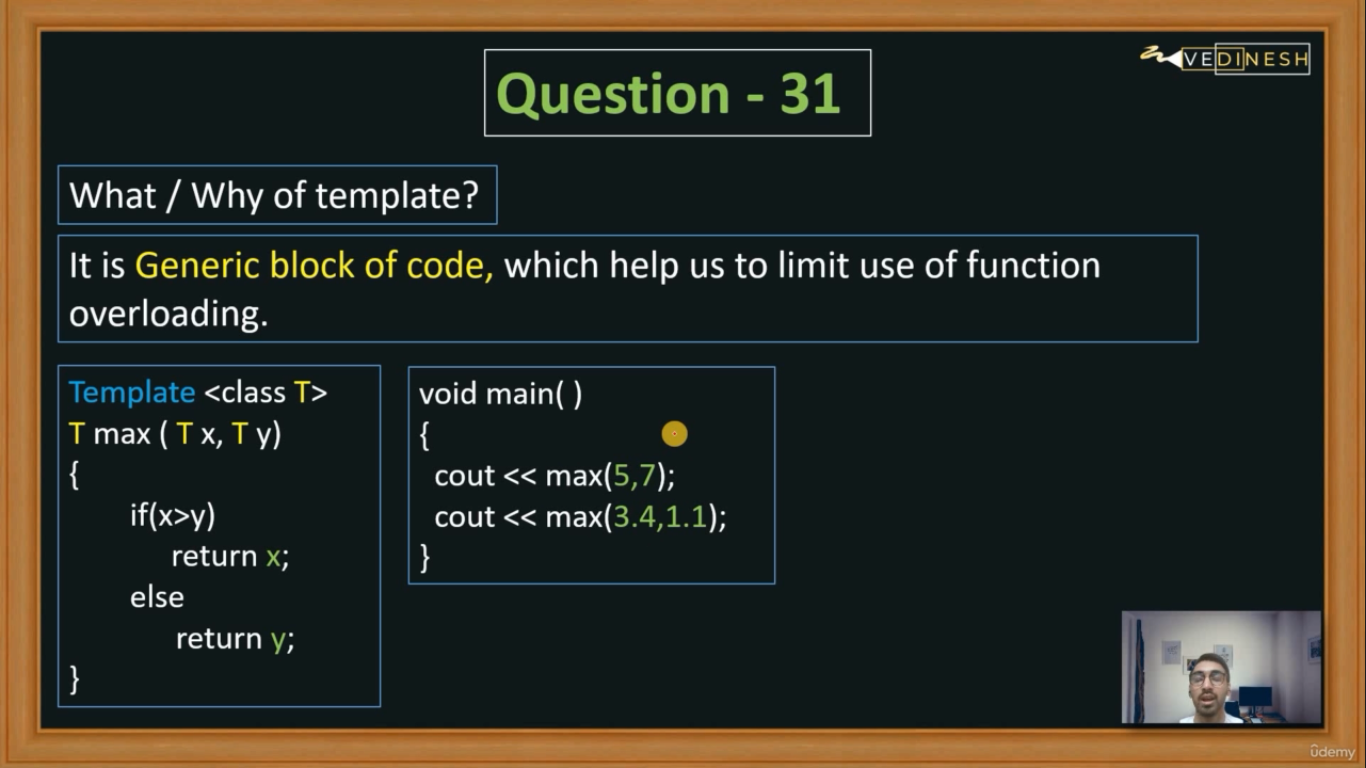 VEDINESH
Question - 31
What / Why of template?
It is Generic block of code, which help us to limit use of function
overloading.
Template <class T>
T max ( T x, T y)
{
if(x>y)
return x;
else
return y;
}
void main( )
{
cout << max(5,7);
cout << max(3.4,1.1);
}
ûdemy